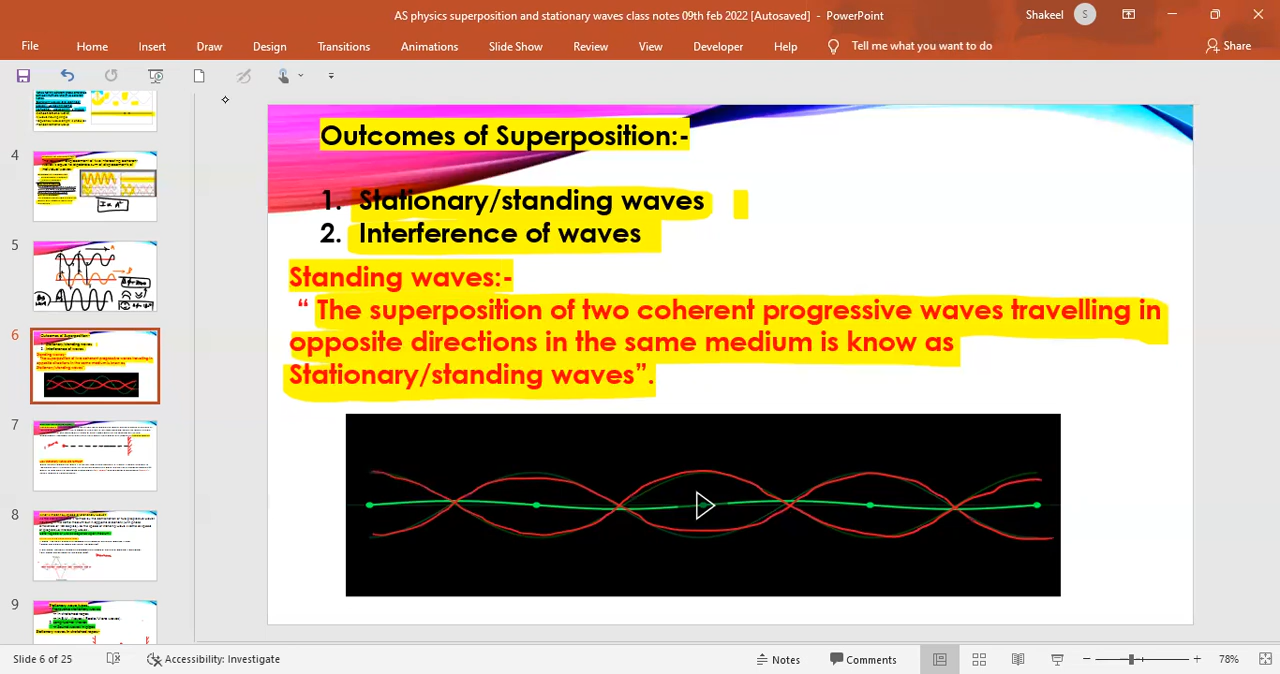 AS physics superposition and stationary waves class notes 09th feb 2022 [Autosaved] - PowerPoint
Shakeel
S
File Home Insert Draw Design Transitions Animations Slide Show Review View Developer Help Tell me what you want to do Share
Outcomes of Superposition:-
1. Stationary/standing waves
2. Interference of waves
Standing waves:-
“ The superposition of two coherent progressive waves travelling in
opposite directions in the same medium is know as
Stationary/standing waves”.
4
5
6
7
8
9
Slide 6 of 25
Accessibility: Investigate
Notes
Comments
78%